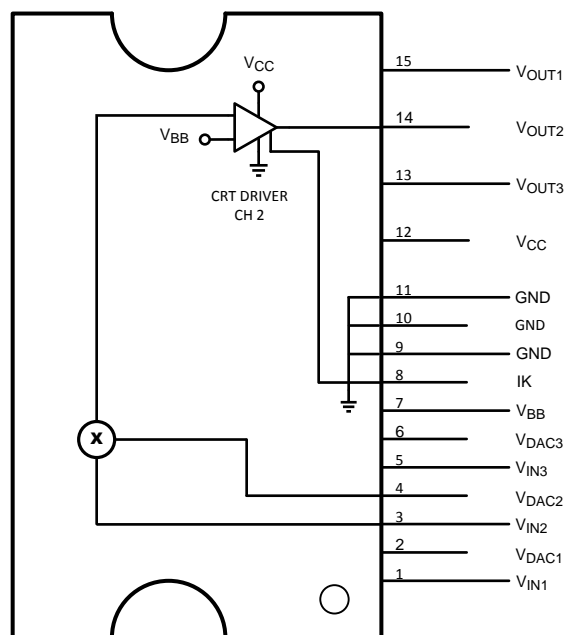 15 VOUT1
VCC
14 VOUT2
VBB
13 VOUT3
CRT DRIVER
CH 2
12 VCC
11 GND
10 GND
9 GND
8 IK
7 VBB
6 VDAC3
X
5 VIN3
4 VDAC2
3 VIN2
2 VDAC1
1 VIN1